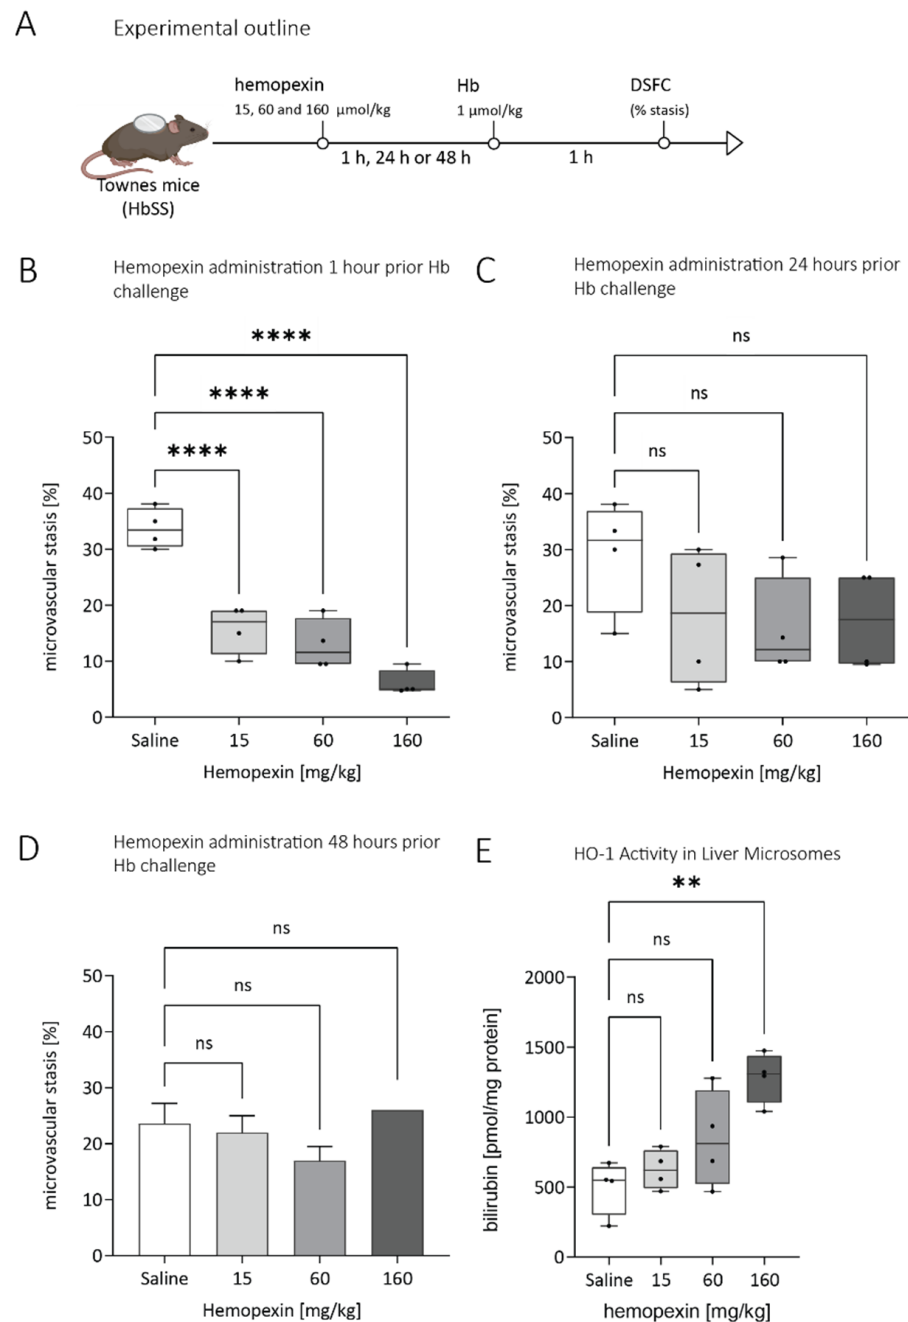 A
Experimental outline
hemopexin
15, 60 and 160 μmol/kg
Hb
1 μmol/kg
DSFC
(% stasis)
1 h, 24 h or 48 h
1 h
Townes mice
(HbSS)
B
Hemopexin administration 1 hour prior Hb
challenge
****
****
****
microvascular stasis [%]
50
40
30
20
10
0
Saline 15 60 160
Hemopexin [mg/kg]
C
Hemopexin administration 24 hours prior
Hb challenge
ns
ns
ns
microvascular stasis [%]
50
40
30
20
10
0
Saline 15 60 160
Hemopexin [mg/kg]
D
Hemopexin administration 48 hours prior
Hb challenge
ns
ns
ns
microvascular stasis [%]
50
40
30
20
10
0
Saline 15 60 160
Hemopexin [mg/kg]
E
HO-1 Activity in Liver Microsomes
**
ns
ns
bilirubin [pmol/mg protein]
2000
1500
1000
500
0
Saline 15 60 160
hemopexin [mg/kg]